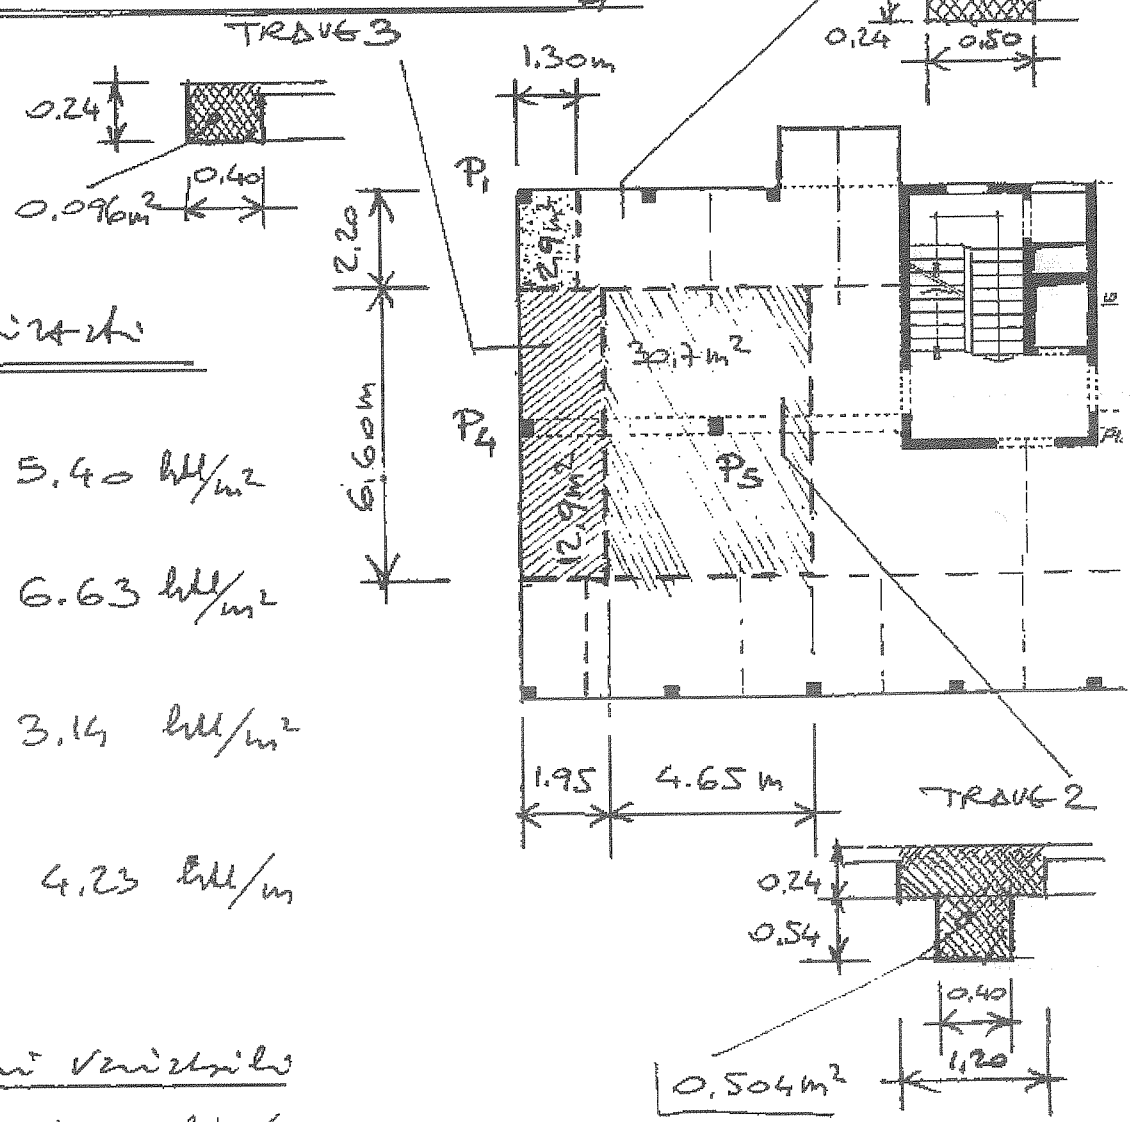 TRAVE 3
0.24
0.50
1.30m
0.24
0.40
0.096m²
P₁
2.20
2.9m²
30,7m²
6.60m
P₄
P₅
12.9m²
5.40 kN/m²
6.63 kN/m²
3.14 kN/m²
4.23 kN/m
1.95
4.65 m
TRAVE 2
0.24
0.54
0.40
1,20
0.504m²